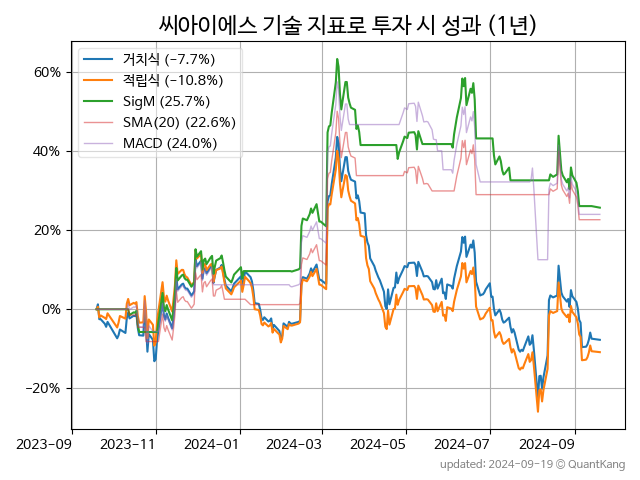 씨아이에스 기술 지표로 투자 시 성과 (1년)
거치식 (−7.7%)
적립식 (−10.8%)
SigM (25.7%)
SMA(20) (22.6%)
MACD (24.0%)
60%
40%
20%
0%
−20%
2023-09 2023-11 2024-01 2024-03 2024-05 2024-07 2024-09
updated: 2024-09-19 © QuantKang